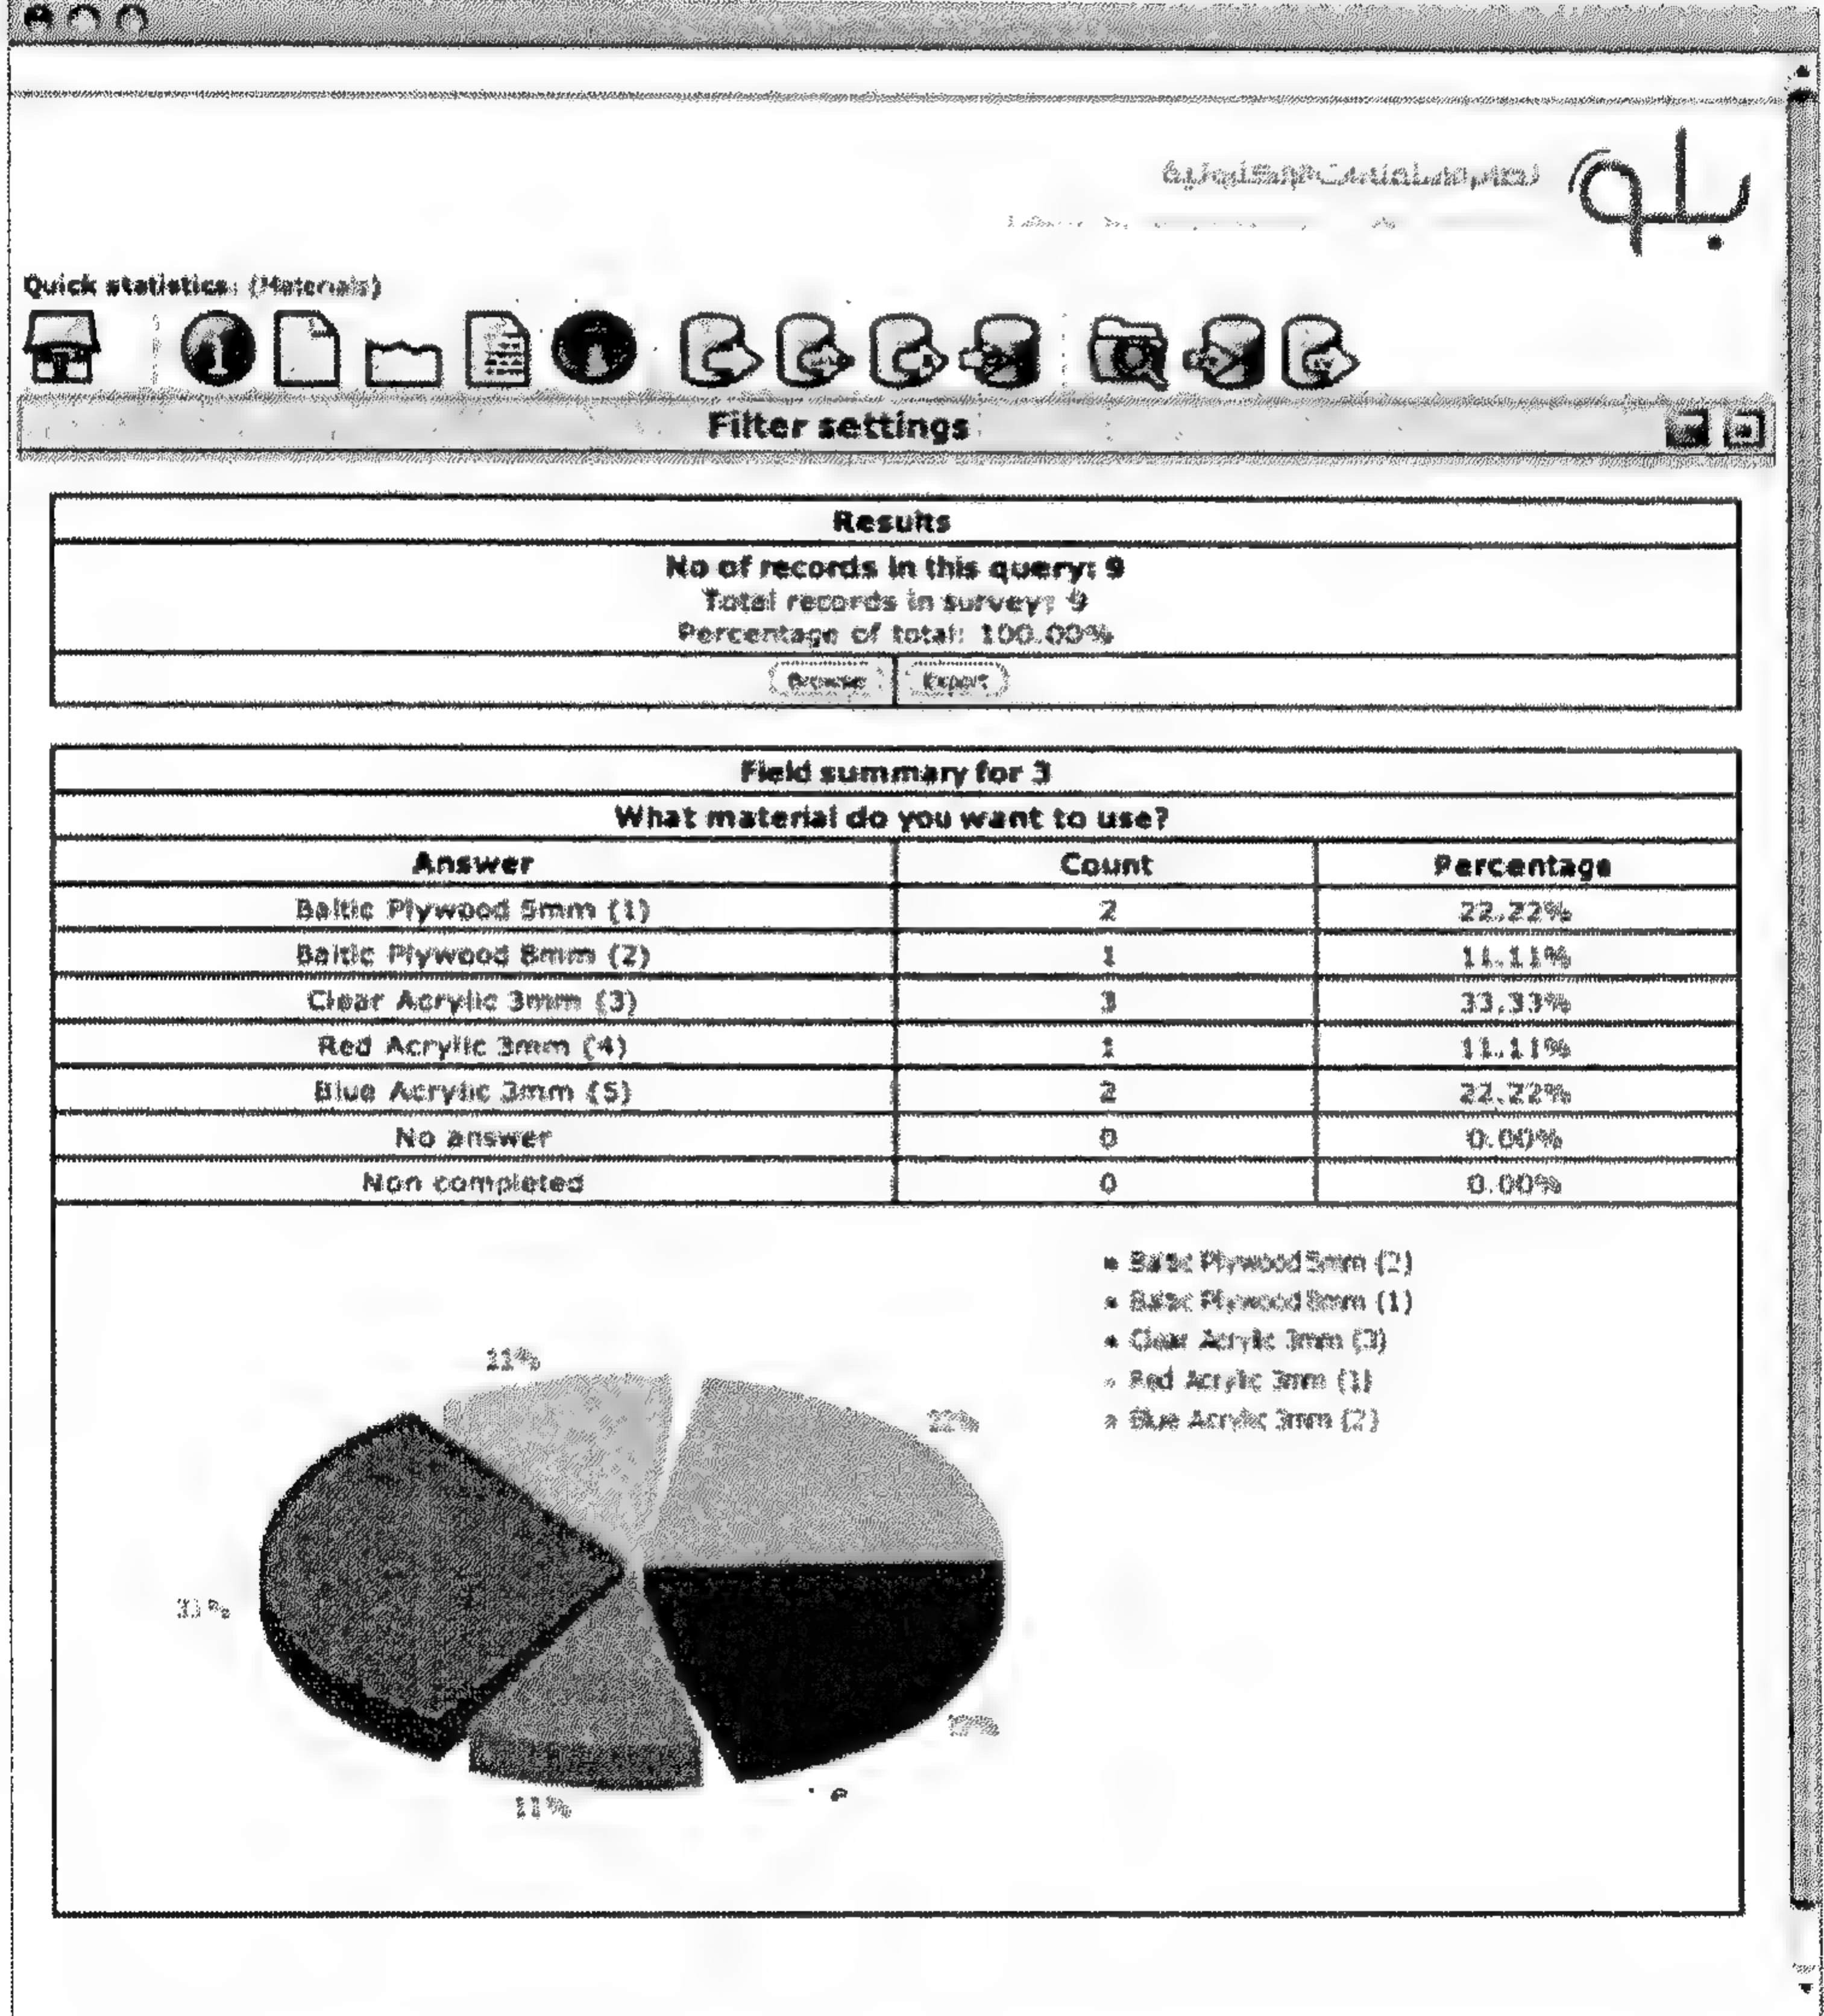 بلو
Quick statistics (Materials)
Filter settings
Results
No of records in this query: 9
Total records in survey: 9
Percentage of total: 100.00%
Browse Export
Field summary for 3
What material do you want to use?
Answer Count Percentage
Baltic Plywood 5mm (1) 2 22.22%
Baltic Plywood 8mm (2) 1 11.11%
Clear Acrylic 3mm (3) 3 33.33%
Red Acrylic 3mm (4) 1 11.11%
Blue Acrylic 3mm (5) 2 22.22%
No answer 0 0.00%
Non completed 0 0.00%
Baltic Plywood 5mm (2)
Baltic Plywood 8mm (1)
Clear Acrylic 3mm (3)
Red Acrylic 3mm (1)
Blue Acrylic 3mm (2)
11%
22%
33%
11%